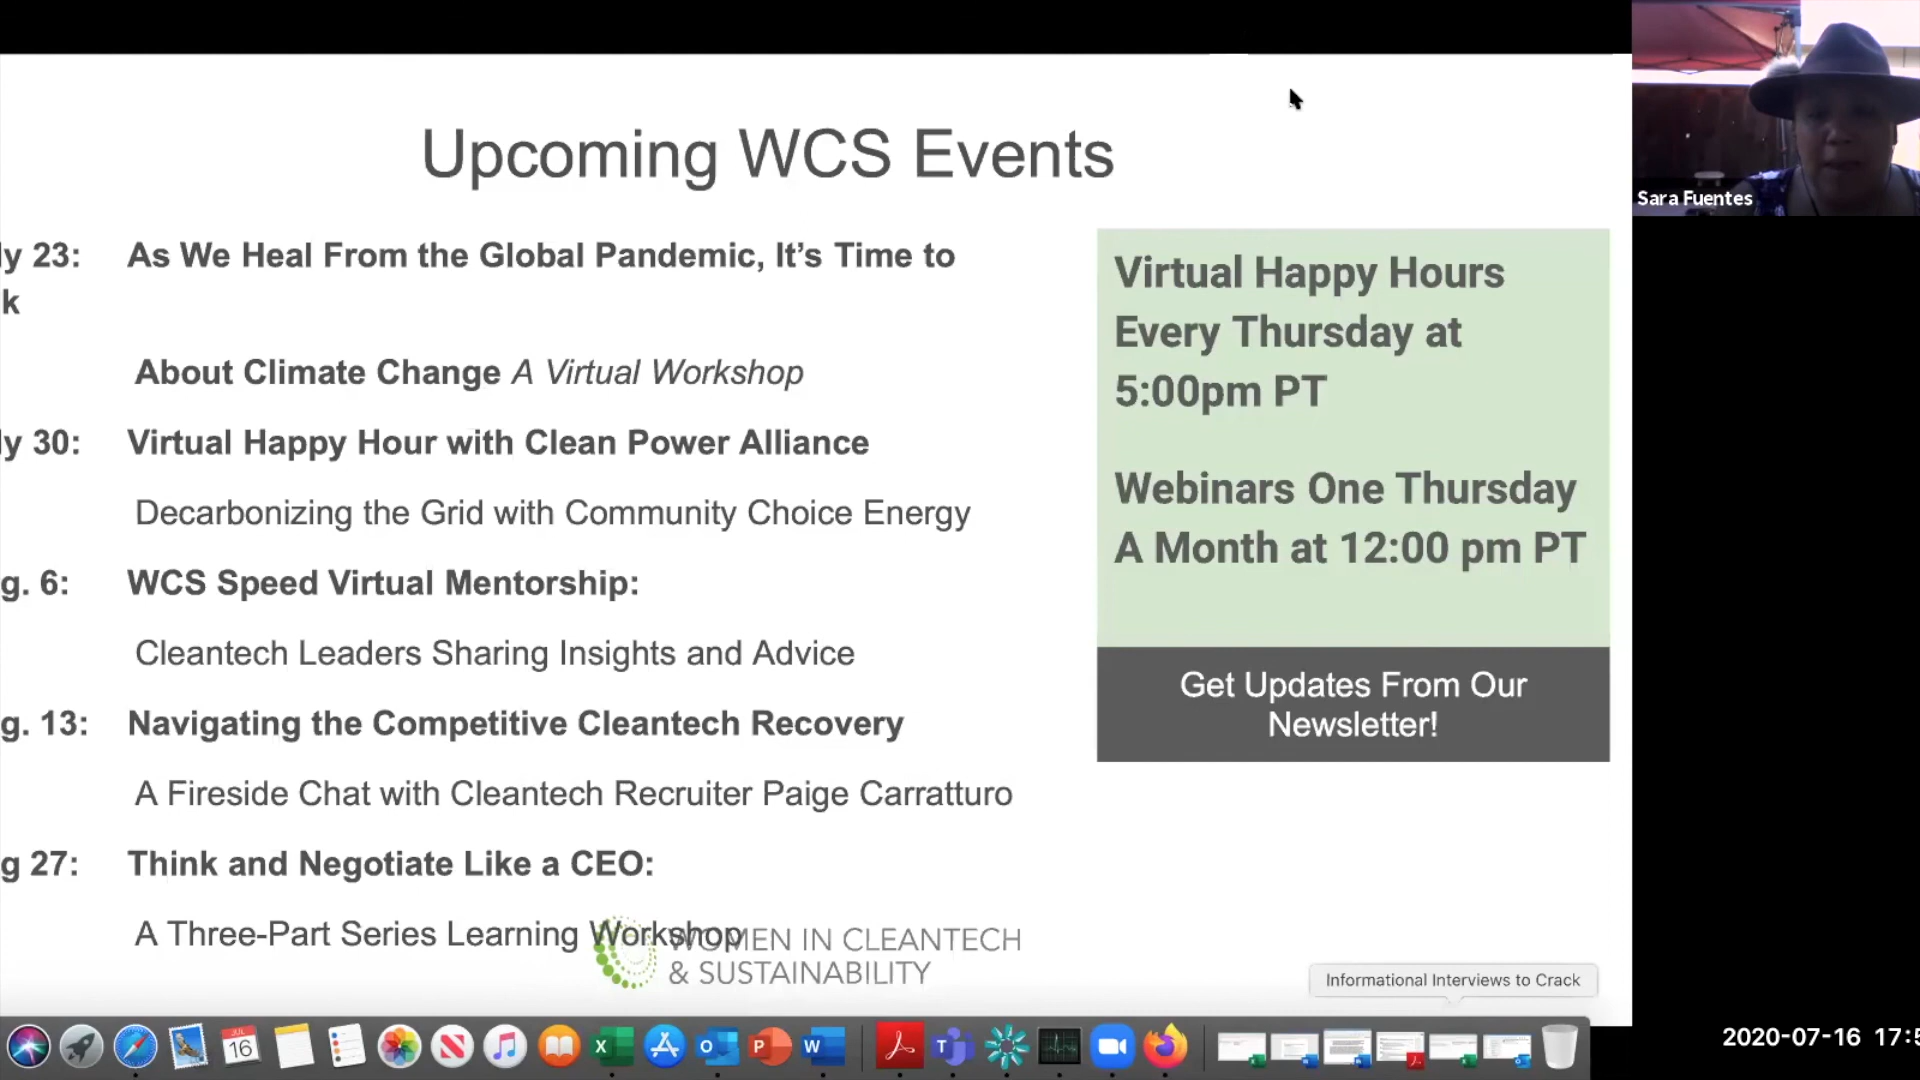 Upcoming WCS Events
Sara Fuentes
ly 23: As We Heal From the Global Pandemic, It's Time to
k
About Climate Change A Virtual Workshop
ly 30: Virtual Happy Hour with Clean Power Alliance
Decarbonizing the Grid with Community Choice Energy
g. 6: WCS Speed Virtual Mentorship:
Cleantech Leaders Sharing Insights and Advice
g. 13: Navigating the Competitive Cleantech Recovery
A Fireside Chat with Cleantech Recruiter Paige Carratturo
g 27: Think and Negotiate Like a CEO:
A Three-Part Series Learning Workshop
Virtual Happy Hours
Every Thursday at
5:00pm PT
Webinars One Thursday
A Month at 12:00 pm PT
Get Updates From Our
Newsletter!
WOMEN IN CLEANTECH
& SUSTAINABILITY
Informational Interviews to Crack
JUL
16
2020-07-16 17:5